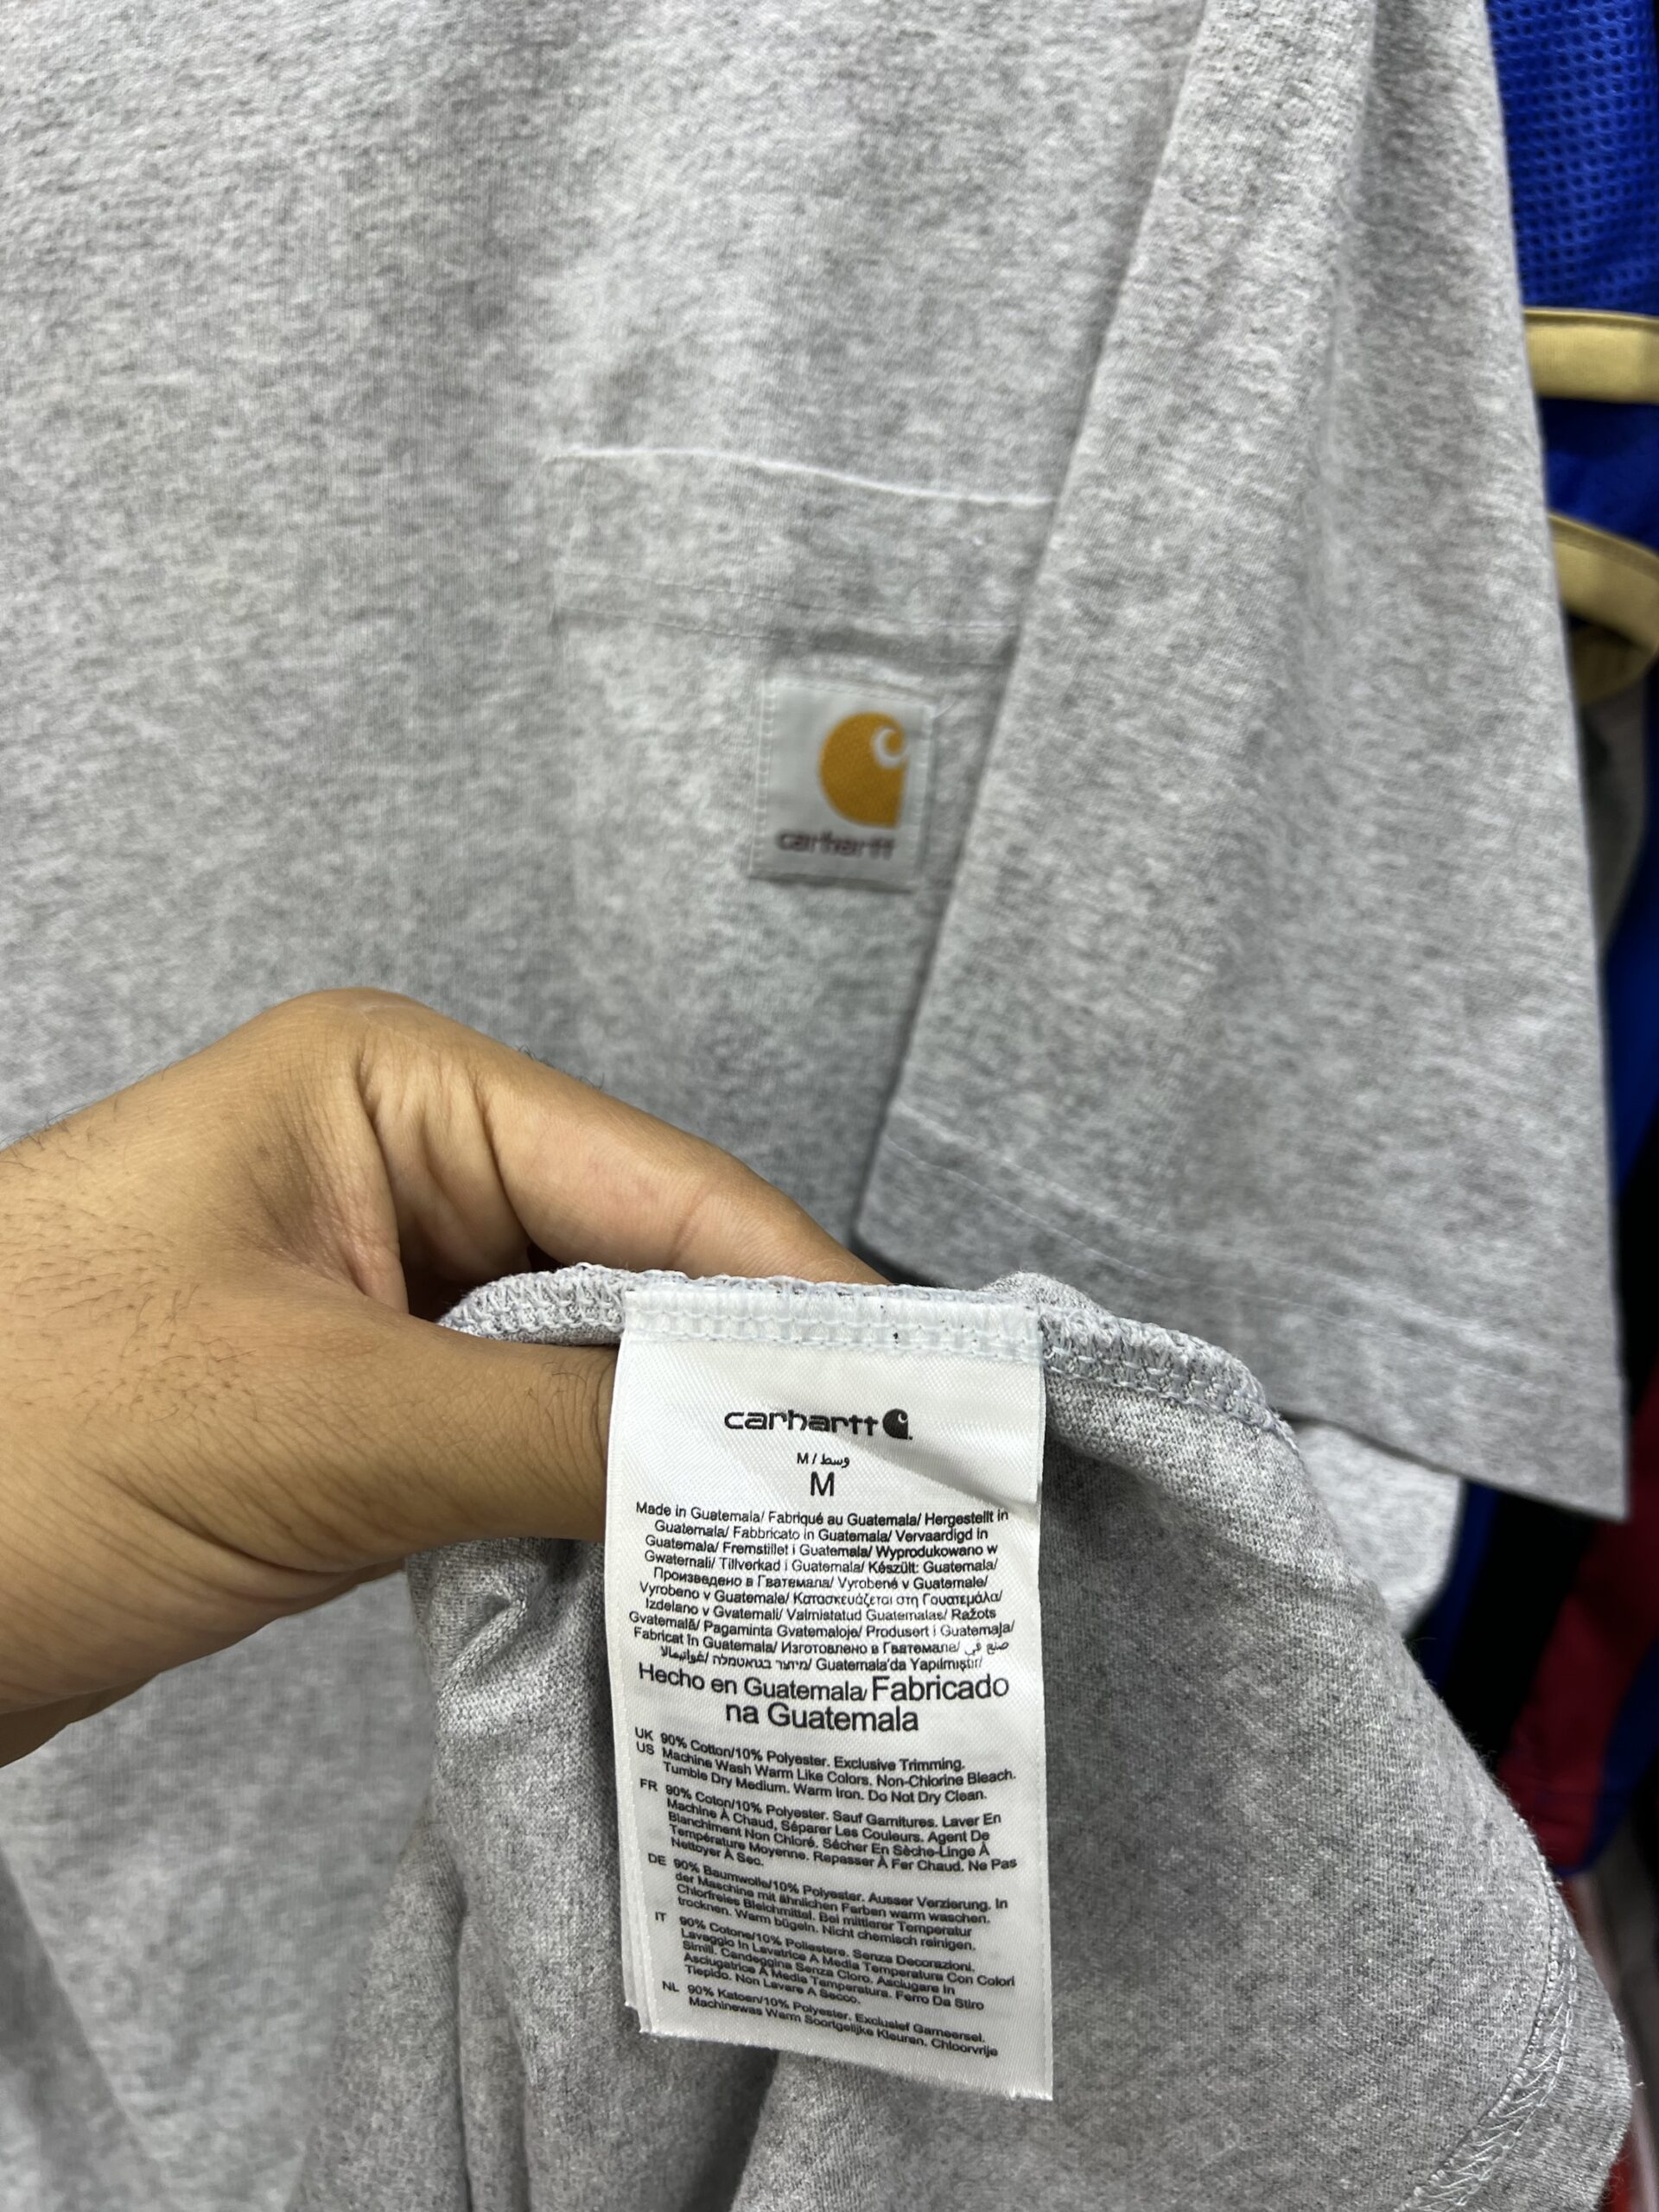 carhartt
carhartt
M / وسط
M
Made in Guatemala/ Fabriqué au Guatemala/ Hergestellt in
Guatemala/ Fabbricato in Guatemala/ Vervaardigd in
Guatemala/ Fremstillet i Guatemala/ Wyprodukowano w
Gwatemali/ Tillverkad i Guatemala/ Készült: Guatemala/
Произведено в Гватемала/ Vyrobené v Guatemale/
Vyrobeno v Guatemale/ Κατασκευάζεται στη Γουατεμάλα/
Izdelano v Gvatemali/ Valmistatud Guatemalas/ Ražots
Gvatemalā/ Pagaminta Gvatemaloje/ Produsert i Guatemala/
Fabricat în Guatemala/ Изготовлено в Гватемале/ صنع في
غواتيمالا/ מיוצר בגואטמלה/ Guatemala'da Yapılmıştır/
Hecho en Guatemala/ Fabricado
na Guatemala
UK 90% Cotton/10% Polyester. Exclusive Trimming.
US Machine Wash Warm Like Colors. Non-Chlorine Bleach.
Tumble Dry Medium. Warm Iron. Do Not Dry Clean.
FR 90% Coton/10% Polyester. Sauf Garnitures. Laver En
Machine À Chaud, Séparer Les Couleurs. Agent De
Blanchiment Non Chloré. Sécher En Sèche-Linge À
Température Moyenne. Repasser À Fer Chaud. Ne Pas
Nettoyer À Sec.
DE 90% Baumwolle/10% Polyester. Ausser Verzierung. In
der Maschine mit ähnlichen Farben warm waschen.
Chlorfreies Bleichmittel. Bei mittlerer Temperatur
trocknen. Warm bügeln. Nicht chemisch reinigen.
IT 90% Cotone/10% Poliestere. Senza Decorazioni.
Lavaggio In Lavatrice A Media Temperatura Con Colori
Simili. Candeggina Senza Cloro. Asciugare In
Asciugatrice A Media Temperatura. Ferro Da Stiro
Tiepido. Non Lavare A Secco.
NL 90% Katoen/10% Polyester. Exclusief Garneersel.
Machinewas Warm Soortgelijke Kleuren. Chloorvrije